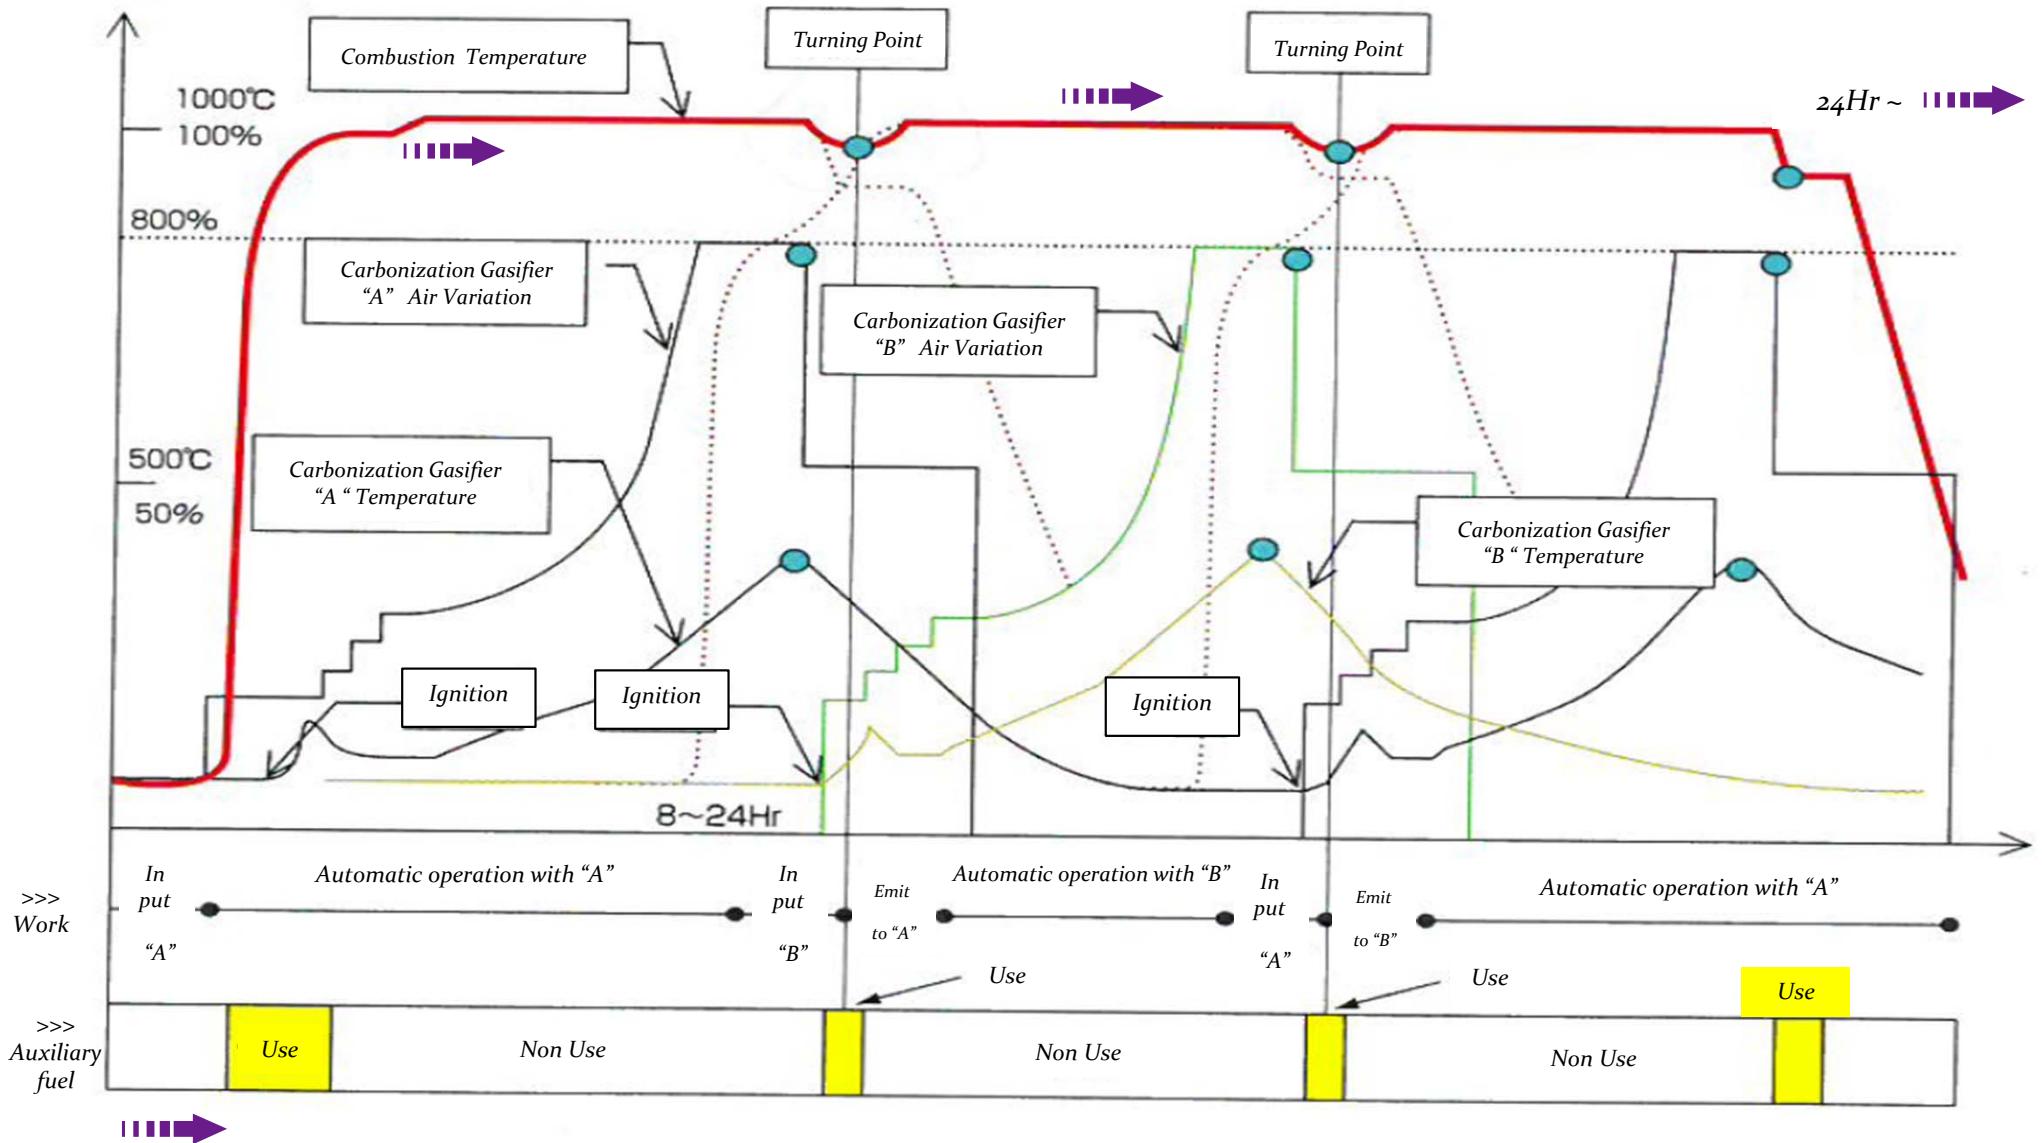 Combustion Temperature
Turning Point
Turning Point
1000℃
100%
24Hr ~
800%
Carbonization Gasifier
“A” Air Variation
Carbonization Gasifier
“B” Air Variation
500℃
50%
Carbonization Gasifier
“A “ Temperature
Carbonization Gasifier
“B “ Temperature
Ignition
Ignition
Ignition
8~24Hr
>>>
Work
In
put
“A”
Automatic operation with “A”
In
put
“B”
Emit
to “A”
Automatic operation with “B”
In
put
“A”
Emit
to “B”
Automatic operation with “A”
Use
Use
Use
>>>
Auxiliary
fuel
Use
Non Use
Non Use
Non Use